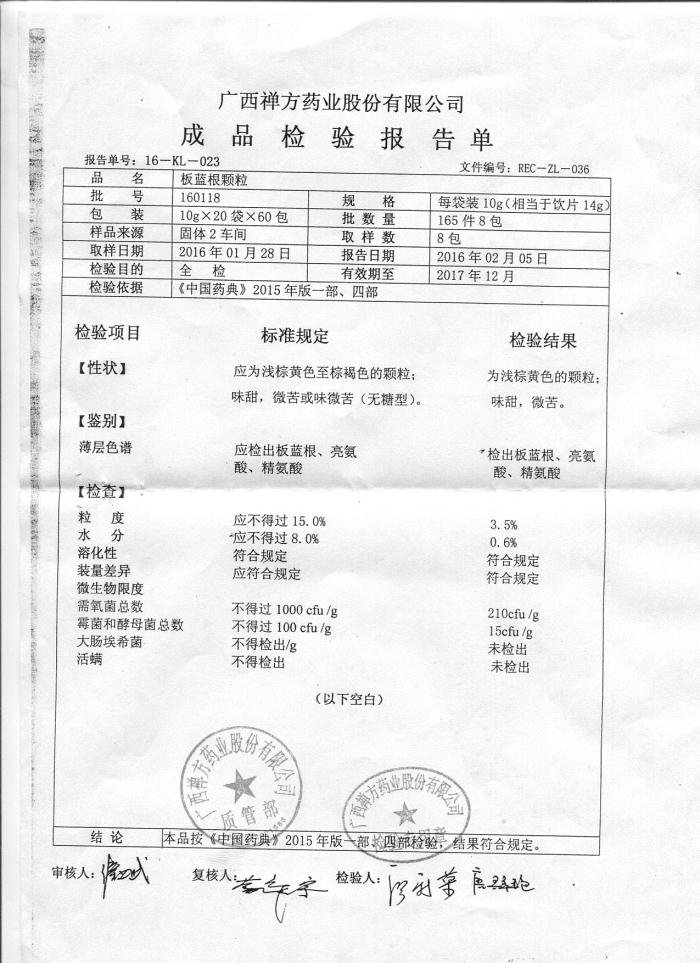 广西禅方药业股份有限公司
成品检验报告单
报告单号：16－KL－023 文件编号：REC－ZL－036
品 名 板蓝根颗粒
批 号 160118 规 格 每袋装10g(相当于饮片14g)
包 装 10g×20袋×60包 批数量 165件8包
样品来源 固体2车间 取样数 8包
取样日期 2016年01月28日 报告日期 2016年02月05日
检验目的 全 检 有效期至 2017年12月
检验依据 《中国药典》2015年版一部、四部
检验项目 标准规定 检验结果
【性状】 应为浅棕黄色至棕褐色的颗粒； 为浅棕黄色的颗粒；
味甜，微苦或味微苦（无糖型）。 味甜，微苦。
【鉴别】
薄层色谱 应检出板蓝根、亮氨 检出板蓝根、亮氨
酸、精氨酸 酸、精氨酸
【检查】
粒 度 应不得过15.0% 3.5%
水 分 应不得过8.0% 0.6%
溶化性 符合规定 符合规定
装量差异 应符合规定 符合规定
微生物限度
需氧菌总数 不得过1000 cfu/g 210cfu/g
霉菌和酵母菌总数 不得过100 cfu/g 15cfu/g
大肠埃希菌 不得检出/g 未检出
活螨 不得检出 未检出
（以下空白）
广西禅方药业股份有限公司
质管部
广西禅方药业股份有限公司
检验专用章
结 论 本品按《中国药典》2015年版一部、四部检验，结果符合规定。
审核人： 复核人： 检验人：